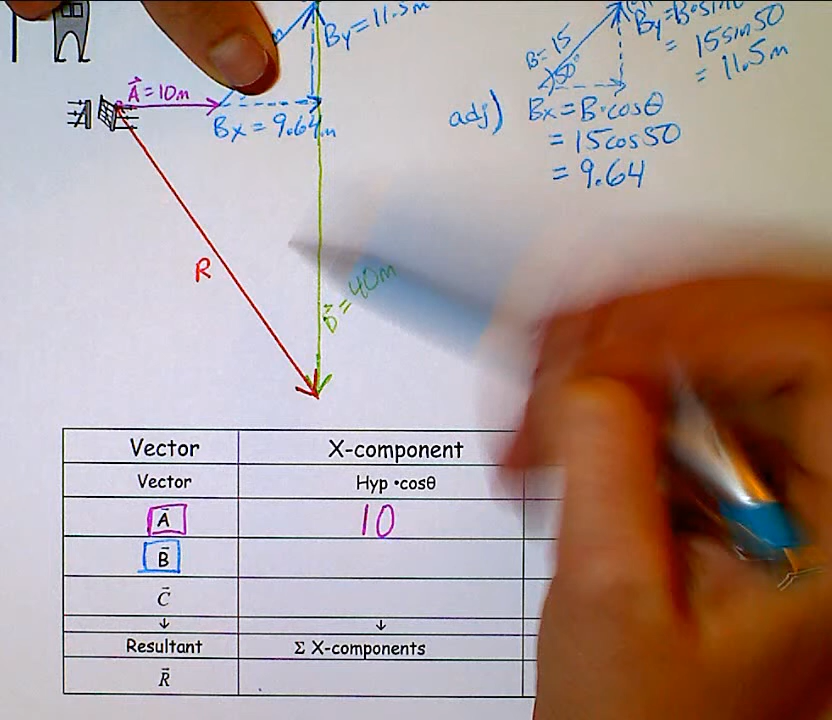 By = 11.5m
B = 15
50°
By = B·sinθ
= 15sin50
= 11.5m
A⃗ = 10m
Bx = 9.64m
adj) Bx = B·cosθ
= 15cos50
= 9.64
R
= 40m
Vector X-component
Vector Hyp •cosθ
A⃗ 10
B⃗
C⃗
↓ ↓
Resultant Σ X-components
R⃗